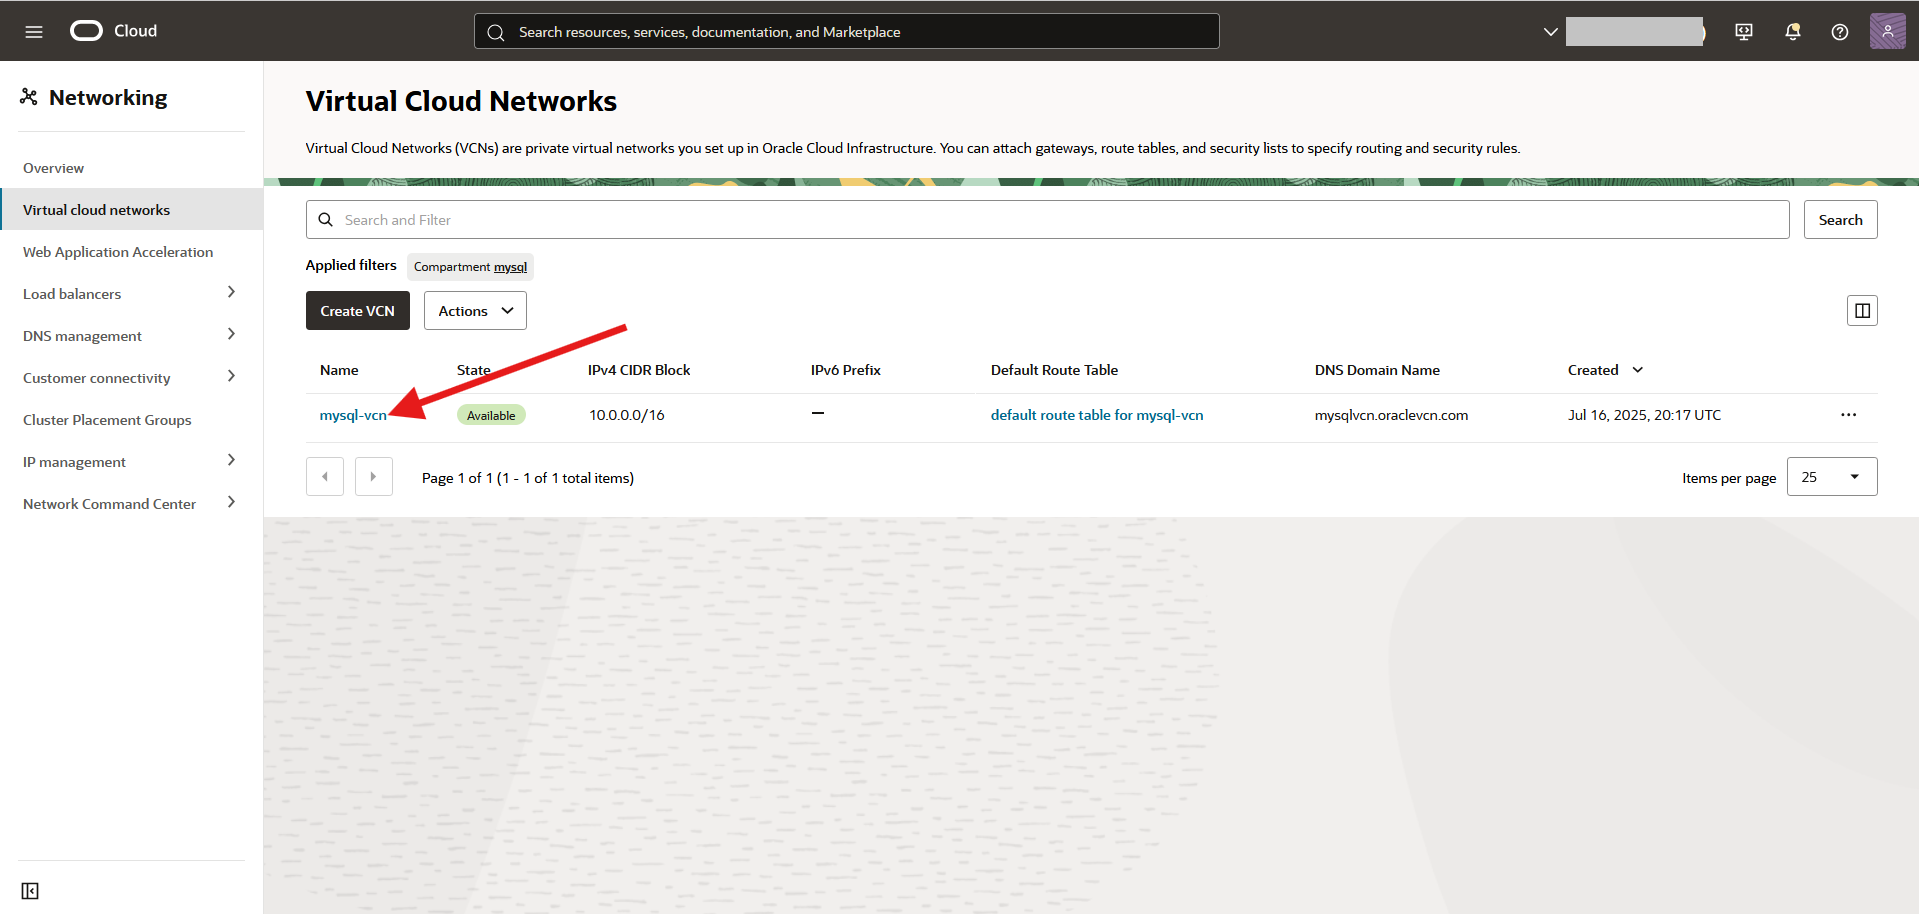 Cloud
Search resources, services, documentation, and Marketplace
Networking
Overview
Virtual cloud networks
Web Application Acceleration
Load balancers
DNS management
Customer connectivity
Cluster Placement Groups
IP management
Network Command Center
Virtual Cloud Networks
Virtual Cloud Networks (VCNs) are private virtual networks you set up in Oracle Cloud Infrastructure. You can attach gateways, route tables, and security lists to specify routing and security rules.
Search and Filter
Search
Applied filters Compartment mysql
Create VCN Actions
Name State IPv4 CIDR Block IPv6 Prefix Default Route Table DNS Domain Name Created
mysql-vcn Available 10.0.0.0/16 — default route table for mysql-vcn mysqlvcn.oraclevcn.com Jul 16, 2025, 20:17 UTC
Page 1 of 1 (1 - 1 of 1 total items) Items per page 25